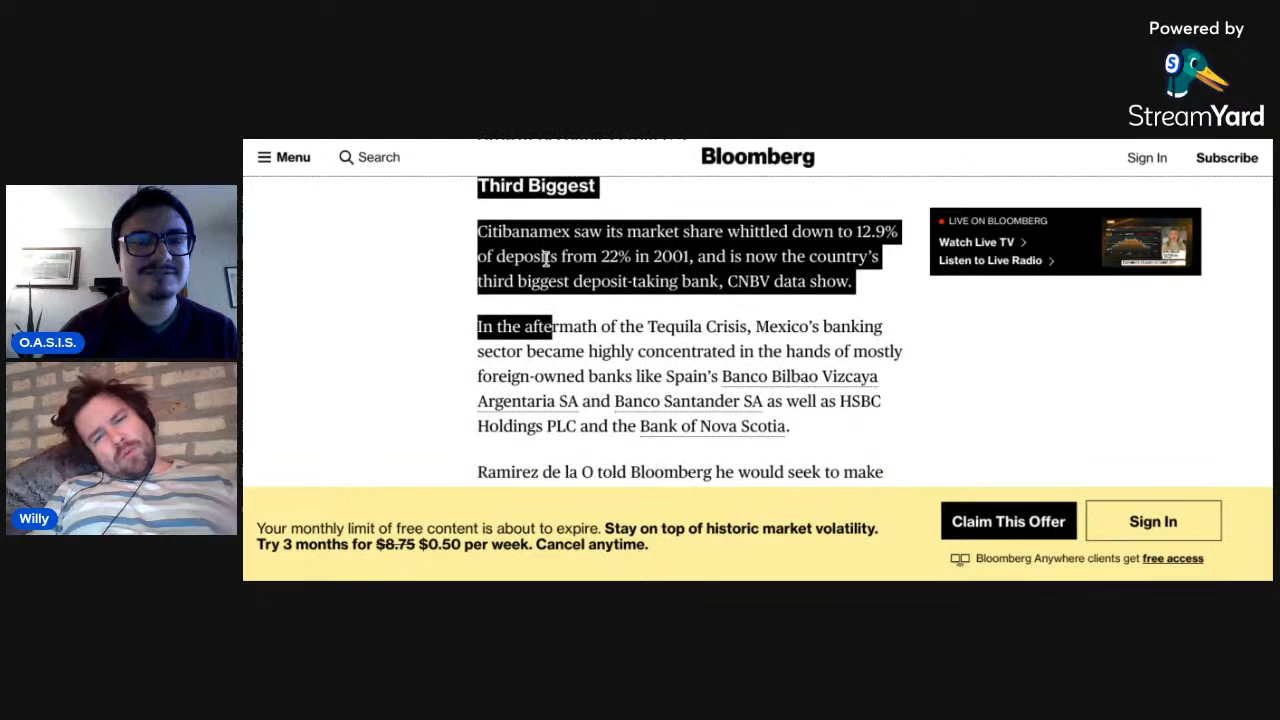 Powered by
S
StreamYard
Menu
Search
Bloomberg
Sign In
Subscribe
Third Biggest
Citibanamex saw its market share whittled down to 12.9%
of deposits from 22% in 2001, and is now the country's
third biggest deposit-taking bank, CNBV data show.
In the aftermath of the Tequila Crisis, Mexico's banking
sector became highly concentrated in the hands of mostly
foreign-owned banks like Spain's Banco Bilbao Vizcaya
Argentaria SA and Banco Santander SA as well as HSBC
Holdings PLC and the Bank of Nova Scotia.
Ramirez de la O told Bloomberg he would seek to make
LIVE ON BLOOMBERG
Watch Live TV
Listen to Live Radio
O.A.S.I.S.
Willy
Your monthly limit of free content is about to expire. Stay on top of historic market volatility.
Try 3 months for $8.75 $0.50 per week. Cancel anytime.
Claim This Offer
Sign In
Bloomberg Anywhere clients get free access